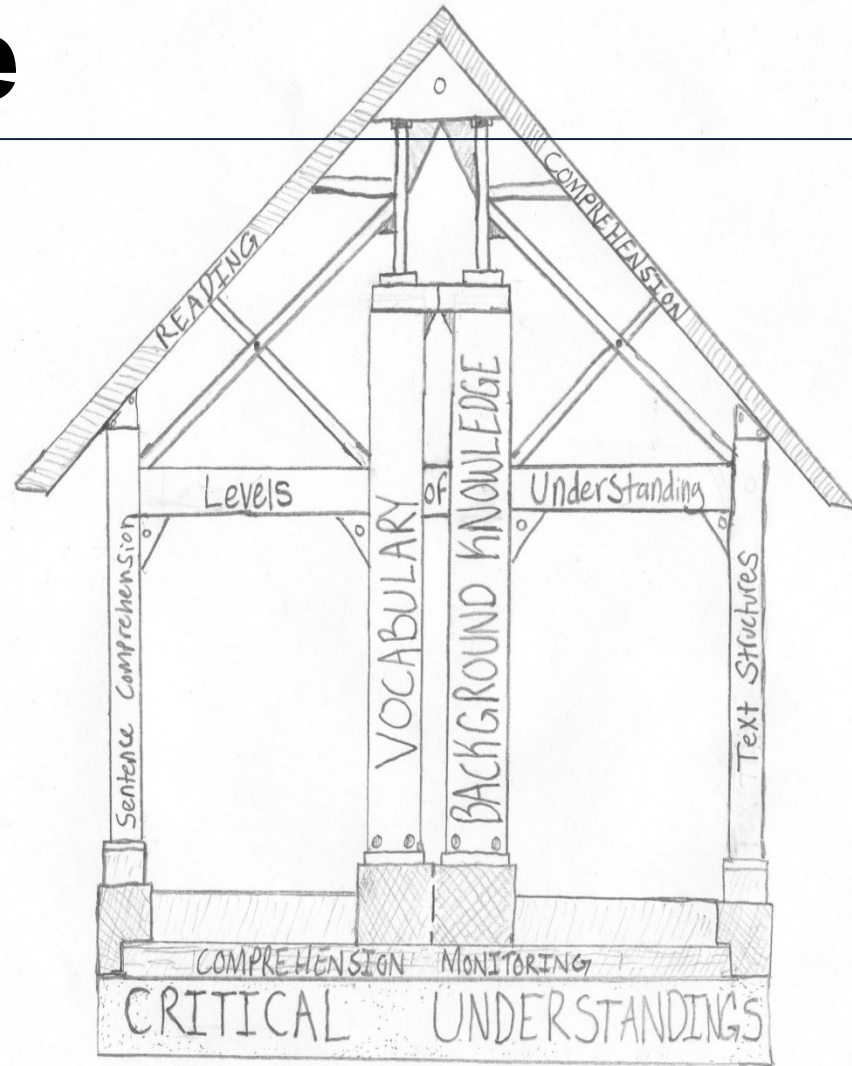 e
READING
COMPREHENSION
Levels of Understanding
Sentence Comprehension
VOCABULARY
BACKGROUND KNOWLEDGE
Text Structures
COMPREHENSION MONITORING
CRITICAL UNDERSTANDINGS